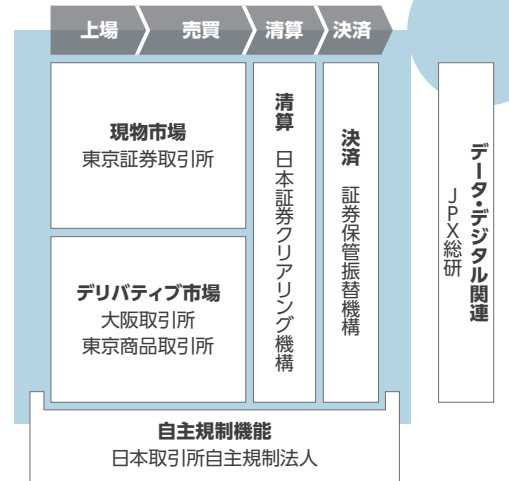 上場
売買
清算
決済
現物市場
東京証券取引所
デリバティブ市場
大阪取引所
東京商品取引所
清算 日本証券クリアリング機構
決済 証券保管振替機構
データ・デジタル関連
JPX総研
自主規制機能
日本取引所自主規制法人